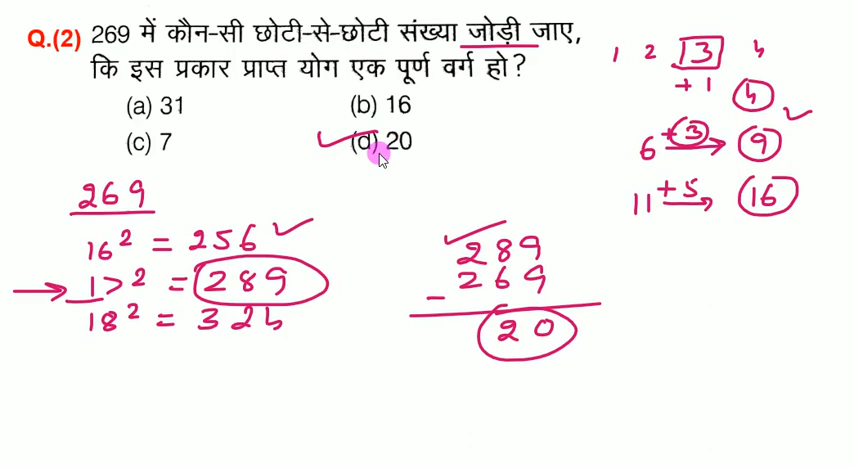 Q.(2) 269 में कौन-सी छोटी-से-छोटी संख्या जोड़ी जाए,
कि इस प्रकार प्राप्त योग एक पूर्ण वर्ग हो?
(a) 31 (b) 16
(c) 7 (d) 20
1 2 3 4
+1 4
6 +3 → 9
11 +5 → 16
269
16² = 256
→ 17² = 289
18² = 324
289
- 269
20